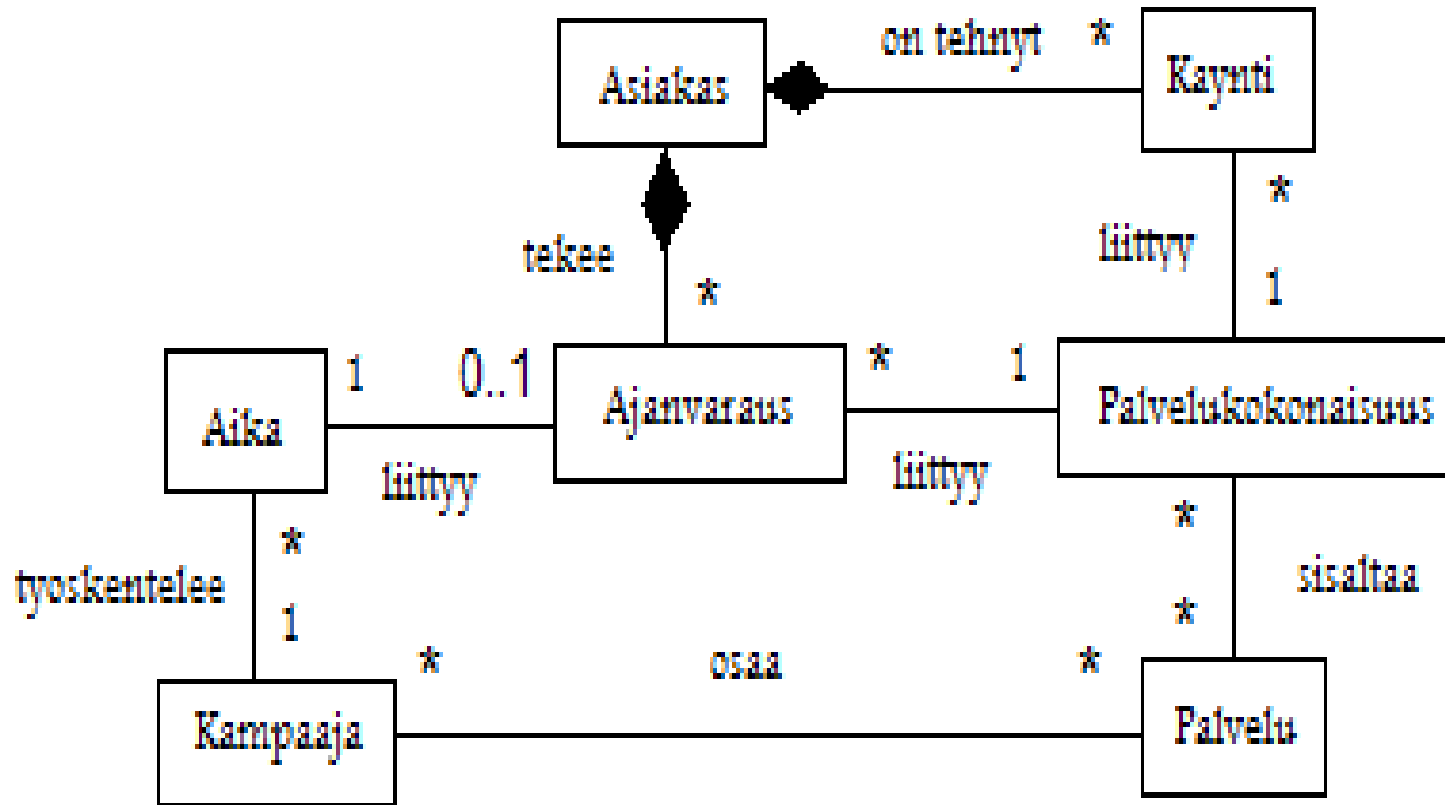 on tehnyt *
Asiakas
Kaynti
*
liittyy
1
tekee
*
1 0..1
* 1
Aika
Ajanvaraus
Palvelukokonaisuus
liittyy
liittyy
*
työskentelee
1
*
sisaltaa
*
* osaa *
Kampaaja
Palvelu